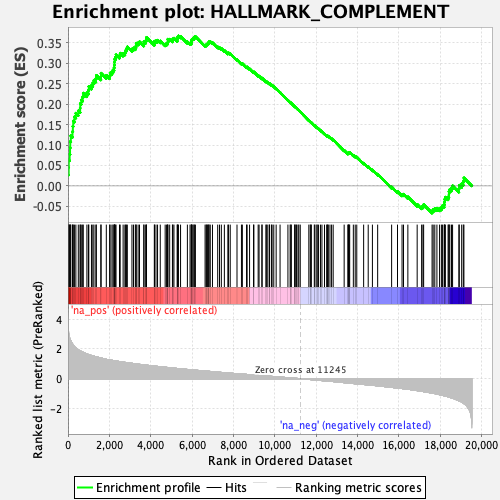 Enrichment plot: HALLMARK_COMPLEMENT
Enrichment score (ES)
0.35
0.30
0.25
0.20
0.15
0.10
0.05
0.00
-0.05
'na_pos' (positively correlated)
Ranked list metric (PreRanked)
4
2
0
-2
Zero cross at 11245
'na_neg' (negatively correlated)
0 2,000 4,000 6,000 8,000 10,000 12,000 14,000 16,000 18,000 20,000
Rank in Ordered Dataset
Enrichment profile Hits Ranking metric scores